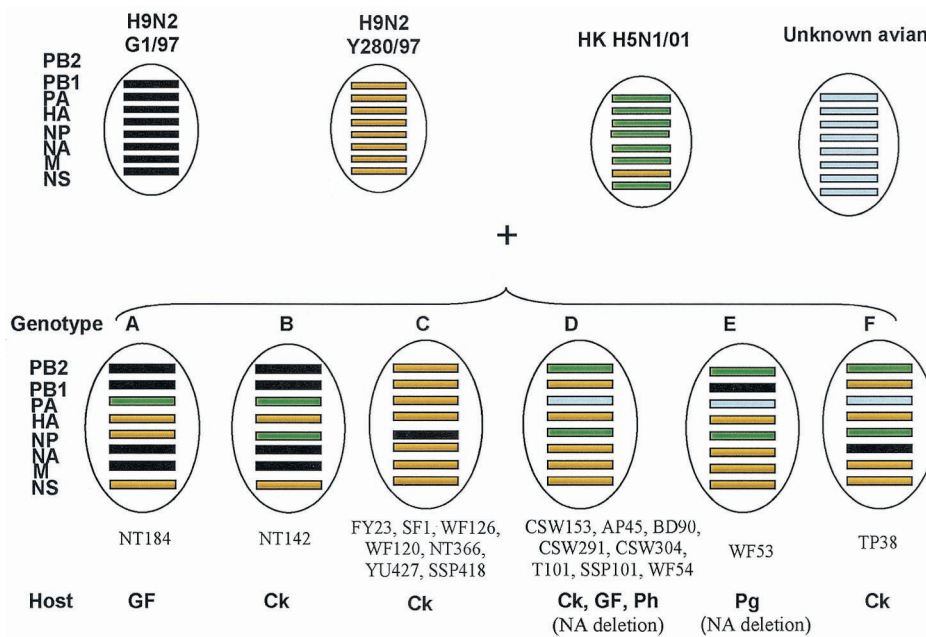 H9N2
G1/97
H9N2
Y280/97
HK H5N1/01
Unknown avian
PB2
PB1
PA
HA
NP
NA
M
NS
+
Genotype A B C D E F
PB2
PB1
PA
HA
NP
NA
M
NS
NT184
NT142
FY23, SF1, WF126,
WF120, NT366,
YU427, SSP418
CSW153, AP45, BD90,
CSW291, CSW304,
T101, SSP101, WF54
WF53
TP38
Host GF Ck Ck Ck, GF, Ph Pg Ck
(NA deletion) (NA deletion)